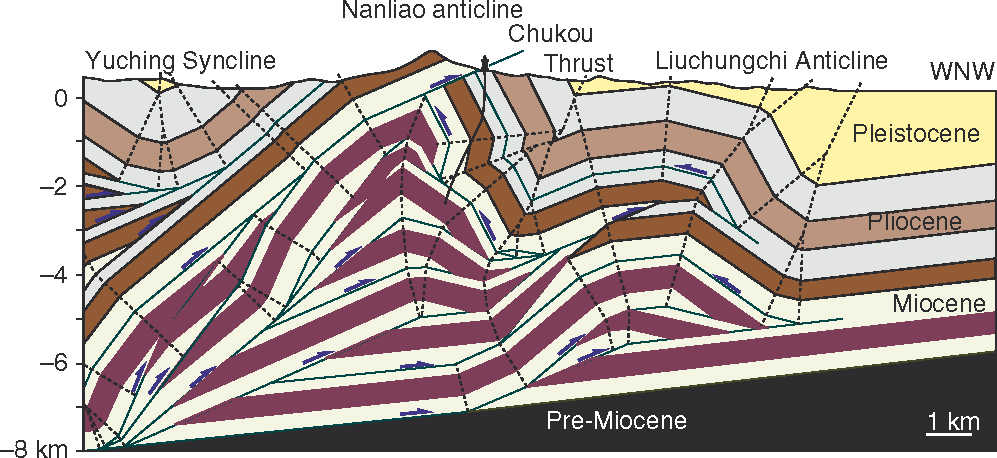 Nanliao anticline
Chukou
Yuching Syncline
Thrust
Liuchungchi Anticline
WNW
0
Pleistocene
–2
Pliocene
–4
Miocene
–6
Pre-Miocene
1 km
–8 km